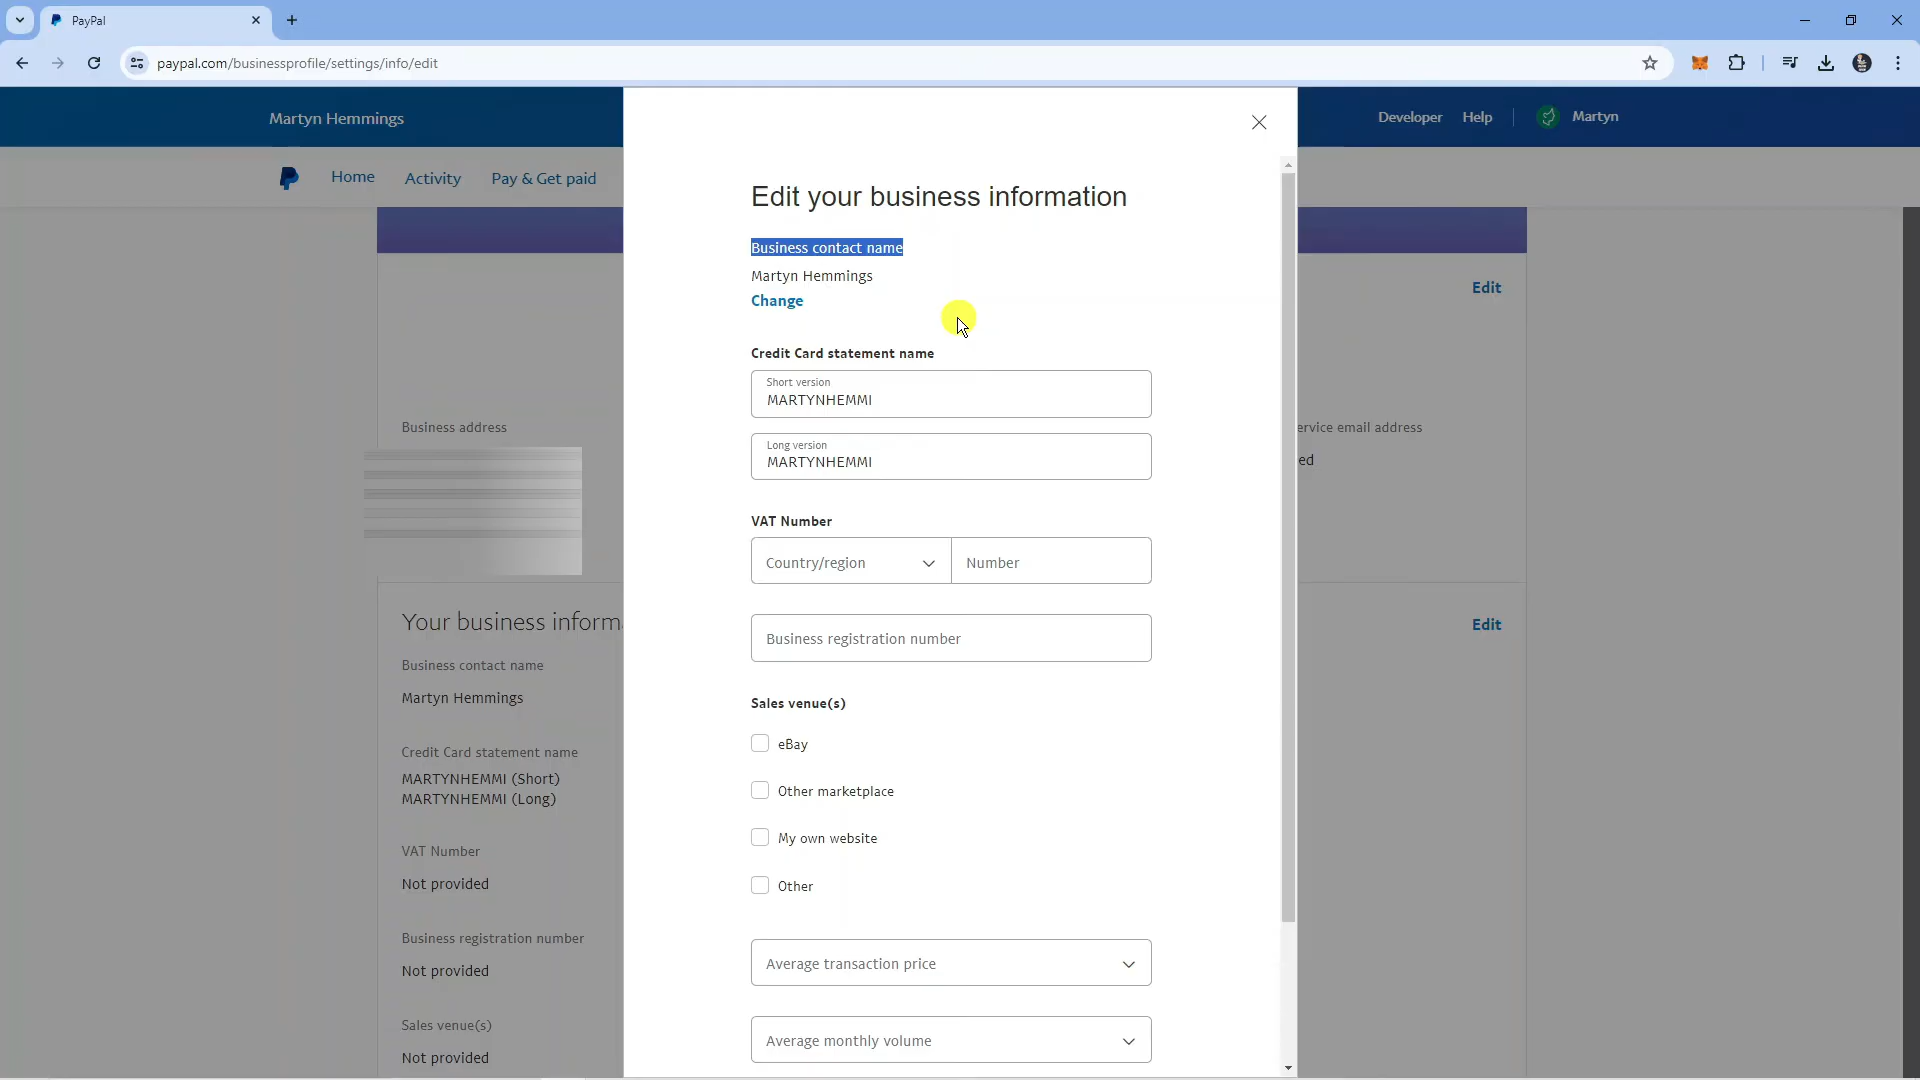 PayPal
paypal.com/businessprofile/settings/info/edit
Martyn Hemmings
Developer
Help
Martyn
Home
Activity
Pay & Get paid
Edit your business information
Business contact name
Martyn Hemmings
Change
Credit Card statement name
Short version
MARTYNHEMMI
Long version
MARTYNHEMMI
VAT Number
Country/region
Number
Business registration number
Sales venue(s)
eBay
Other marketplace
My own website
Other
Average transaction price
Average monthly volume
Edit
Business address
ervice email address
ed
Your business inform
Edit
Business contact name
Martyn Hemmings
Credit Card statement name
MARTYNHEMMI (Short)
MARTYNHEMMI (Long)
VAT Number
Not provided
Business registration number
Not provided
Sales venue(s)
Not provided